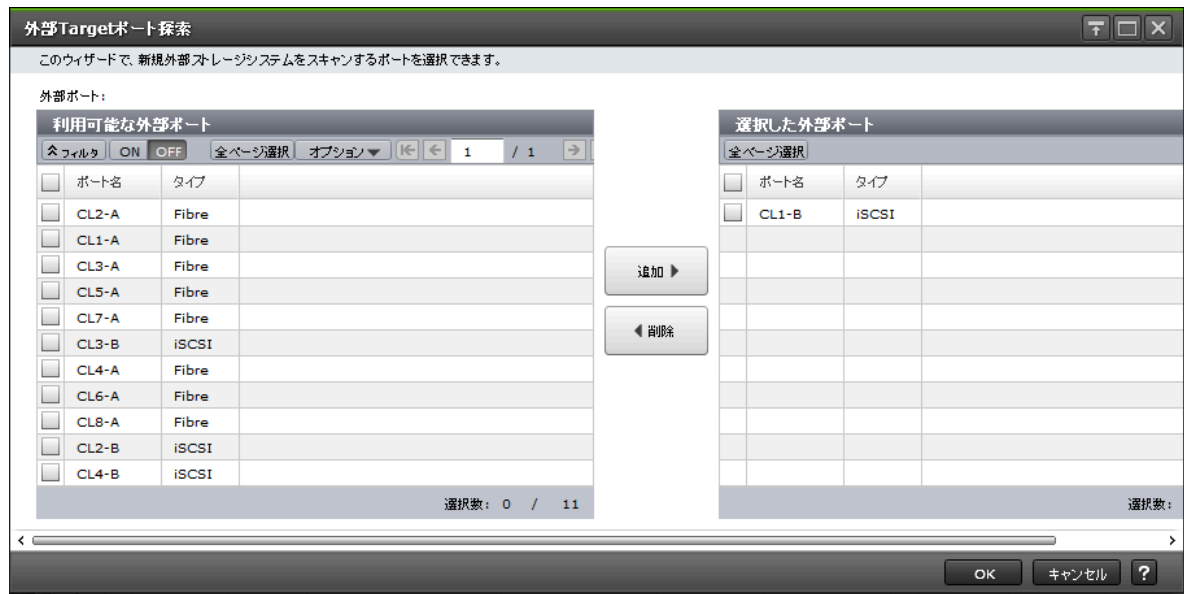 外部Targetポート探索
このウィザードで、新規外部ストレージシステムをスキャンするポートを選択できます。
外部ポート:
利用可能な外部ポート
フィルタ ON OFF 全ページ選択 オプション 1 / 1
ポート名 タイプ
CL2-A Fibre
CL1-A Fibre
CL3-A Fibre
CL5-A Fibre
CL7-A Fibre
CL3-B iSCSI
CL4-A Fibre
CL6-A Fibre
CL8-A Fibre
CL2-B iSCSI
CL4-B iSCSI
選択数: 0 / 11
追加
削除
選択した外部ポート
全ページ選択
ポート名 タイプ
CL1-B iSCSI
選択数:
OK キャンセル ?